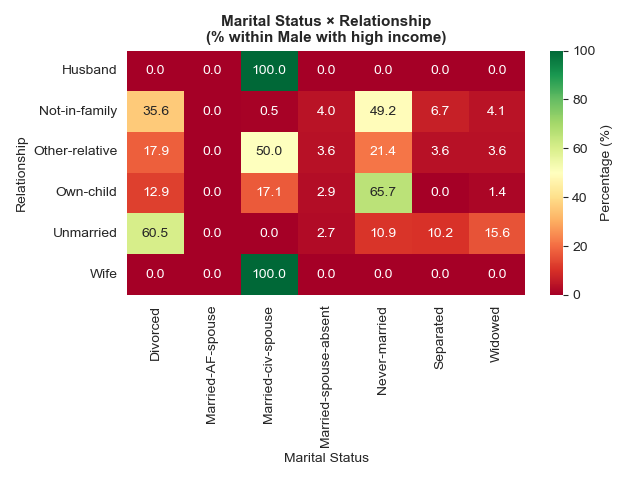 Marital Status × Relationship
(% within Male with high income)
Relationship
Husband 0.0 0.0 100.0 0.0 0.0 0.0 0.0
Not-in-family 35.6 0.0 0.5 4.0 49.2 6.7 4.1
Other-relative 17.9 0.0 50.0 3.6 21.4 3.6 3.6
Own-child 12.9 0.0 17.1 2.9 65.7 0.0 1.4
Unmarried 60.5 0.0 0.0 2.7 10.9 10.2 15.6
Wife 0.0 0.0 100.0 0.0 0.0 0.0 0.0
Divorced
Married-AF-spouse
Married-civ-spouse
Married-spouse-absent
Never-married
Separated
Widowed
Marital Status
100
80
60
40
20
0
Percentage (%)